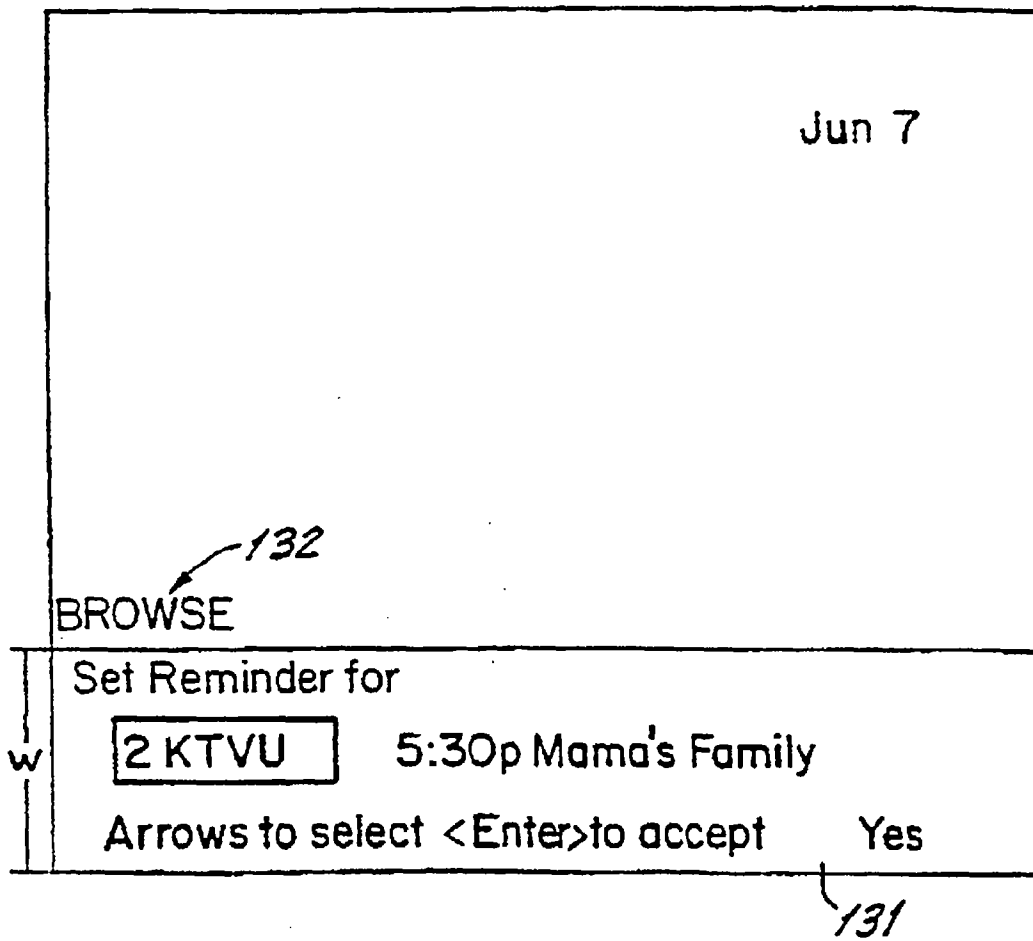 Jun 7
132
BROWSE
Set Reminder for
W
2 KTVU 5:30p Mama's Family
Arrows to select <Enter>to accept Yes
131